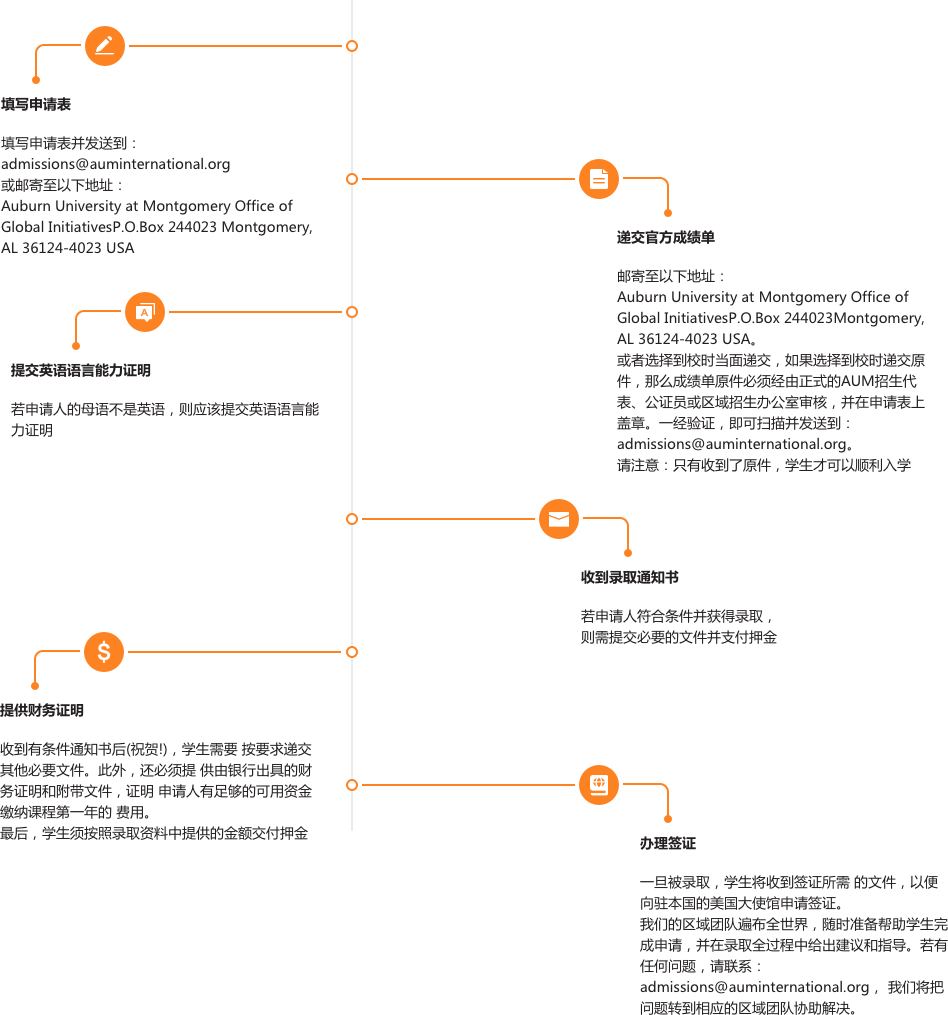 填写申请表
填写申请表并发送到：
admissions@auminternational.org
或邮寄至以下地址：
Auburn University at Montgomery Office of
Global InitiativesP.O.Box 244023 Montgomery,
AL 36124-4023 USA
递交官方成绩单
邮寄至以下地址：
Auburn University at Montgomery Office of
Global InitiativesP.O.Box 244023Montgomery,
AL 36124-4023 USA。
或者选择到校时当面递交，如果选择到校时递交原
件，那么成绩单原件必须经由正式的AUM招生代
表、公证员或区域招生办公室审核，并在申请表上
盖章。一经验证，即可扫描并发送到：
admissions@auminternational.org。
请注意：只有收到了原件，学生才可以顺利入学
A
提交英语语言能力证明
若申请人的母语不是英语，则应该提交英语语言能
力证明
收到录取通知书
若申请人符合条件并获得录取，
则需提交必要的文件并支付押金
$
提供财务证明
收到有条件通知书后(祝贺!)，学生需要 按要求递交
其他必要文件。此外，还必须提 供由银行出具的财
务证明和附带文件，证明 申请人有足够的可用资金
缴纳课程第一年的 费用。
最后，学生须按照录取资料中提供的金额交付押金
办理签证
一旦被录取，学生将收到签证所需 的文件，以便
向驻本国的美国大使馆申请签证。
我们的区域团队遍布全世界，随时准备帮助学生完
成申请，并在录取全过程中给出建议和指导。若有
任何问题，请联系：
admissions@auminternational.org， 我们将把
问题转到相应的区域团队协助解决。